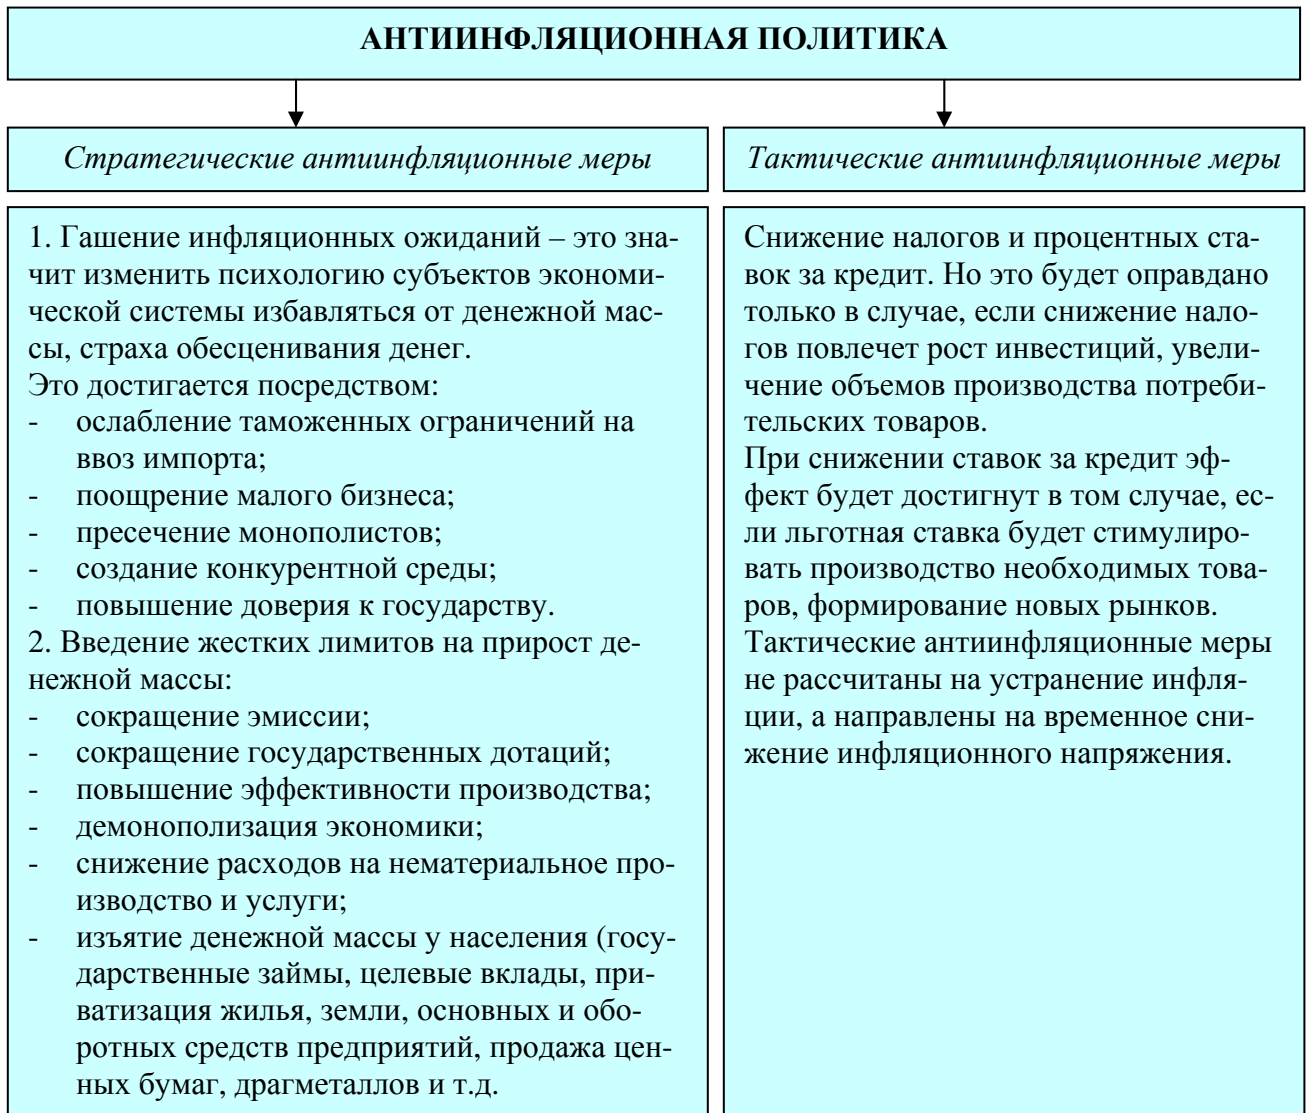 АНТИИНФЛЯЦИОННАЯ ПОЛИТИКА
Стратегические антиинфляционные меры
Тактические антиинфляционные меры
1. Гашение инфляционных ожиданий – это зна-
чит изменить психологию субъектов экономи-
ческой системы избавляться от денежной мас-
сы, страха обесценивания денег.
Это достигается посредством:
- ослабление таможенных ограничений на
ввоз импорта;
- поощрение малого бизнеса;
- пресечение монополистов;
- создание конкурентной среды;
- повышение доверия к государству.
2. Введение жестких лимитов на прирост де-
нежной массы:
- сокращение эмиссии;
- сокращение государственных дотаций;
- повышение эффективности производства;
- демонополизация экономики;
- снижение расходов на нематериальное про-
изводство и услуги;
- изъятие денежной массы у населения (госу-
дарственные займы, целевые вклады, при-
ватизация жилья, земли, основных и обо-
ротных средств предприятий, продажа цен-
ных бумаг, драгметаллов и т.д.
Снижение налогов и процентных ста-
вок за кредит. Но это будет оправдано
только в случае, если снижение нало-
гов повлечет рост инвестиций, увели-
чение объемов производства потреби-
тельских товаров.
При снижении ставок за кредит эф-
фект будет достигнут в том случае, ес-
ли льготная ставка будет стимулиро-
вать производство необходимых това-
ров, формирование новых рынков.
Тактические антиинфляционные меры
не рассчитаны на устранение инфля-
ции, а направлены на временное сни-
жение инфляционного напряжения.